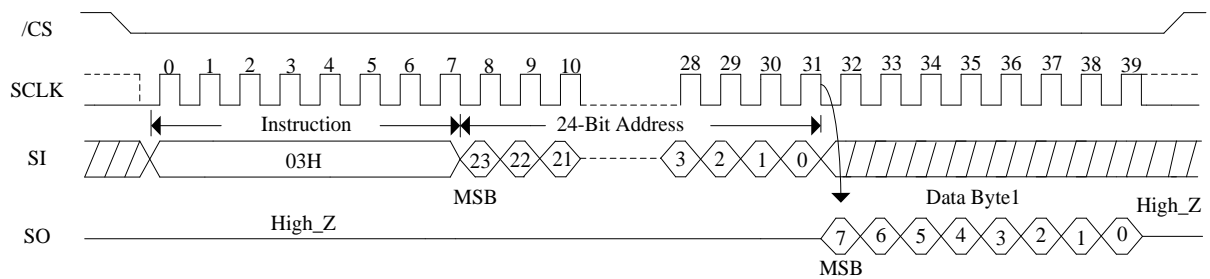 /CS
0 1 2 3 4 5 6 7 8 9 10 28 29 30 31 32 33 34 35 36 37 38 39
SCLK
Instruction 24-Bit Address
SI 03H 23 22 21 3 2 1 0
MSB Data Byte1
High_Z High_Z
SO 7 6 5 4 3 2 1 0
MSB